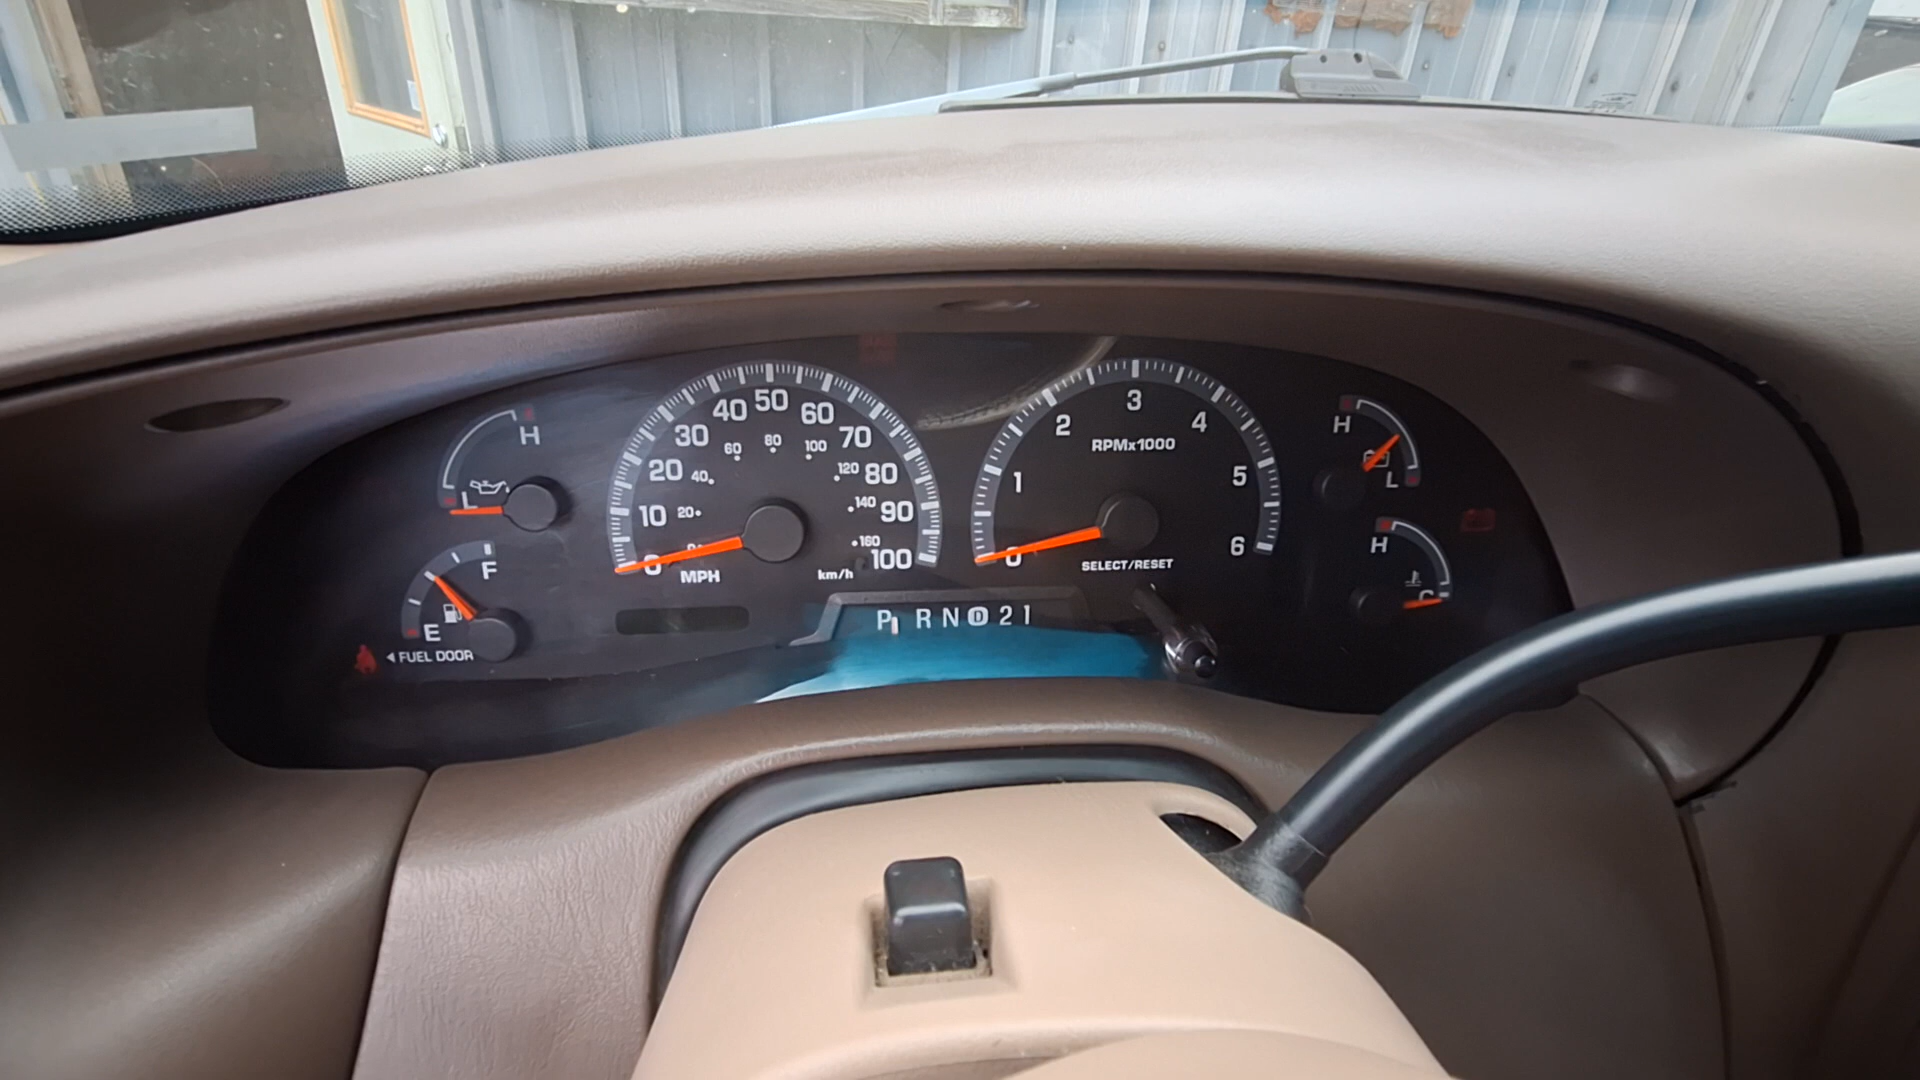 H
L
F
E
FUEL DOOR
0 10 20 30 40 50 60 70 80 90 100
20 40 60 80 100 120 140 160
MPH
km/h
0 1 2 3 4 5 6
RPMx1000
SELECT/RESET
P R N D 2 1
H
L
H
C